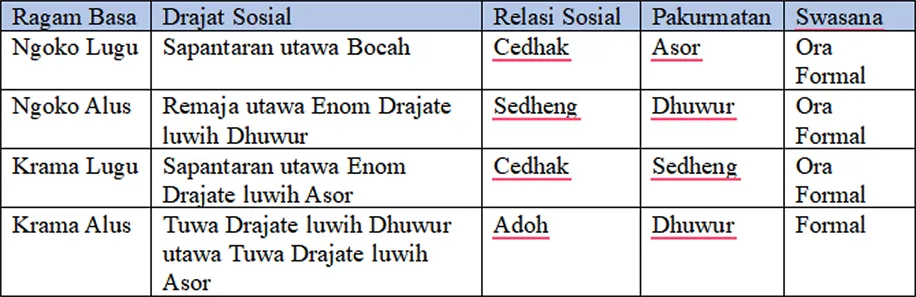 Ragam Basa Drajat Sosial Relasi Sosial Pakurmatan Swasana
Ngoko Lugu Sapantaran utawa Bocah Cedhak Asor Ora
Formal
Ngoko Alus Remaja utawa Enom Drajate Sedheng Dhuwur Ora
luwih Dhuwur Formal
Krama Lugu Sapantaran utawa Enom Cedhak Sedheng Ora
Drajate luwih Asor Formal
Krama Alus Tuwa Drajate luwih Dhuwur Adoh Dhuwur Formal
utawa Tuwa Drajate luwih
Asor